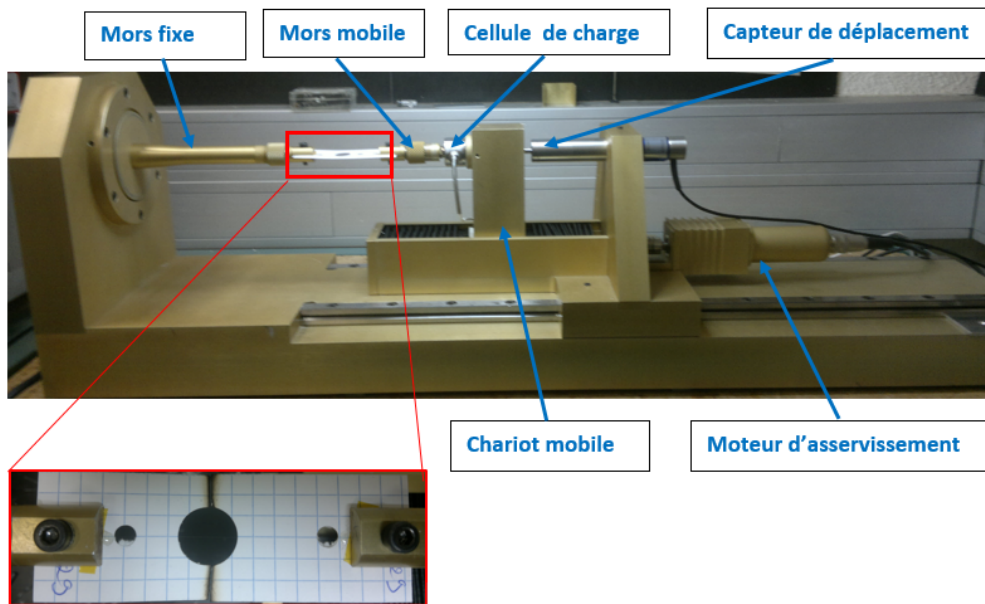 Mors fixe
Mors mobile
Cellule de charge
Capteur de déplacement
Chariot mobile
Moteur d'asservissement